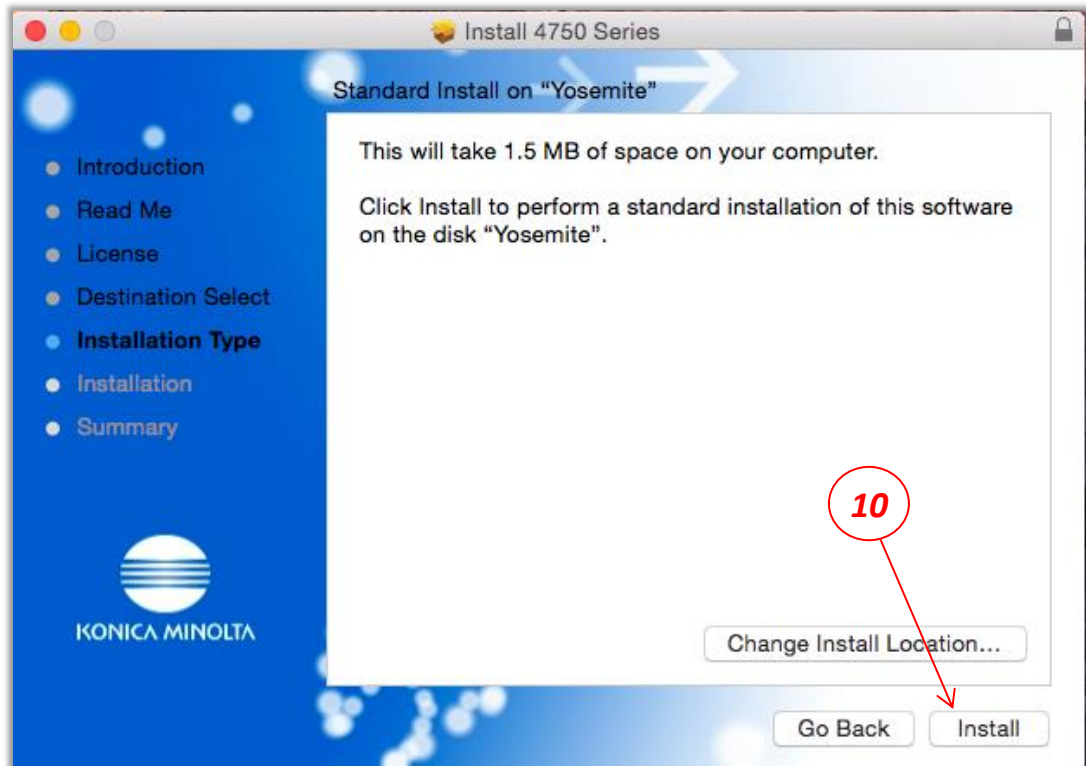 Install 4750 Series
Standard Install on “Yosemite”
Introduction
Read Me
License
Destination Select
Installation Type
Installation
Summary
This will take 1.5 MB of space on your computer.
Click Install to perform a standard installation of this software
on the disk “Yosemite”.
10
KONICA MINOLTA
Change Install Location...
Go Back
Install